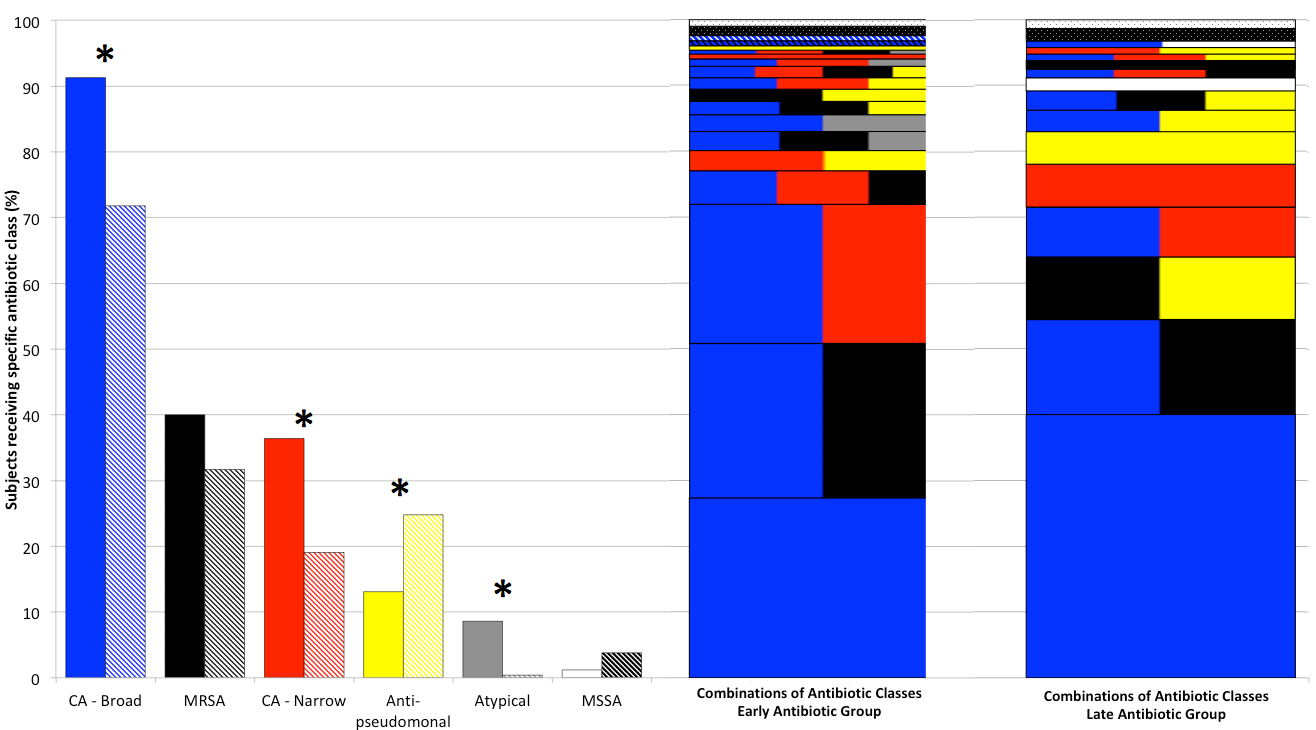 Subjects receiving specific antibiotic class (%)
100
90
80
70
60
50
40
30
20
10
0
*
*
*
*
CA - Broad
MRSA
CA - Narrow
Anti-
pseudomonal
Atypical
MSSA
Combinations of Antibiotic Classes
Early Antibiotic Group
Combinations of Antibiotic Classes
Late Antibiotic Group